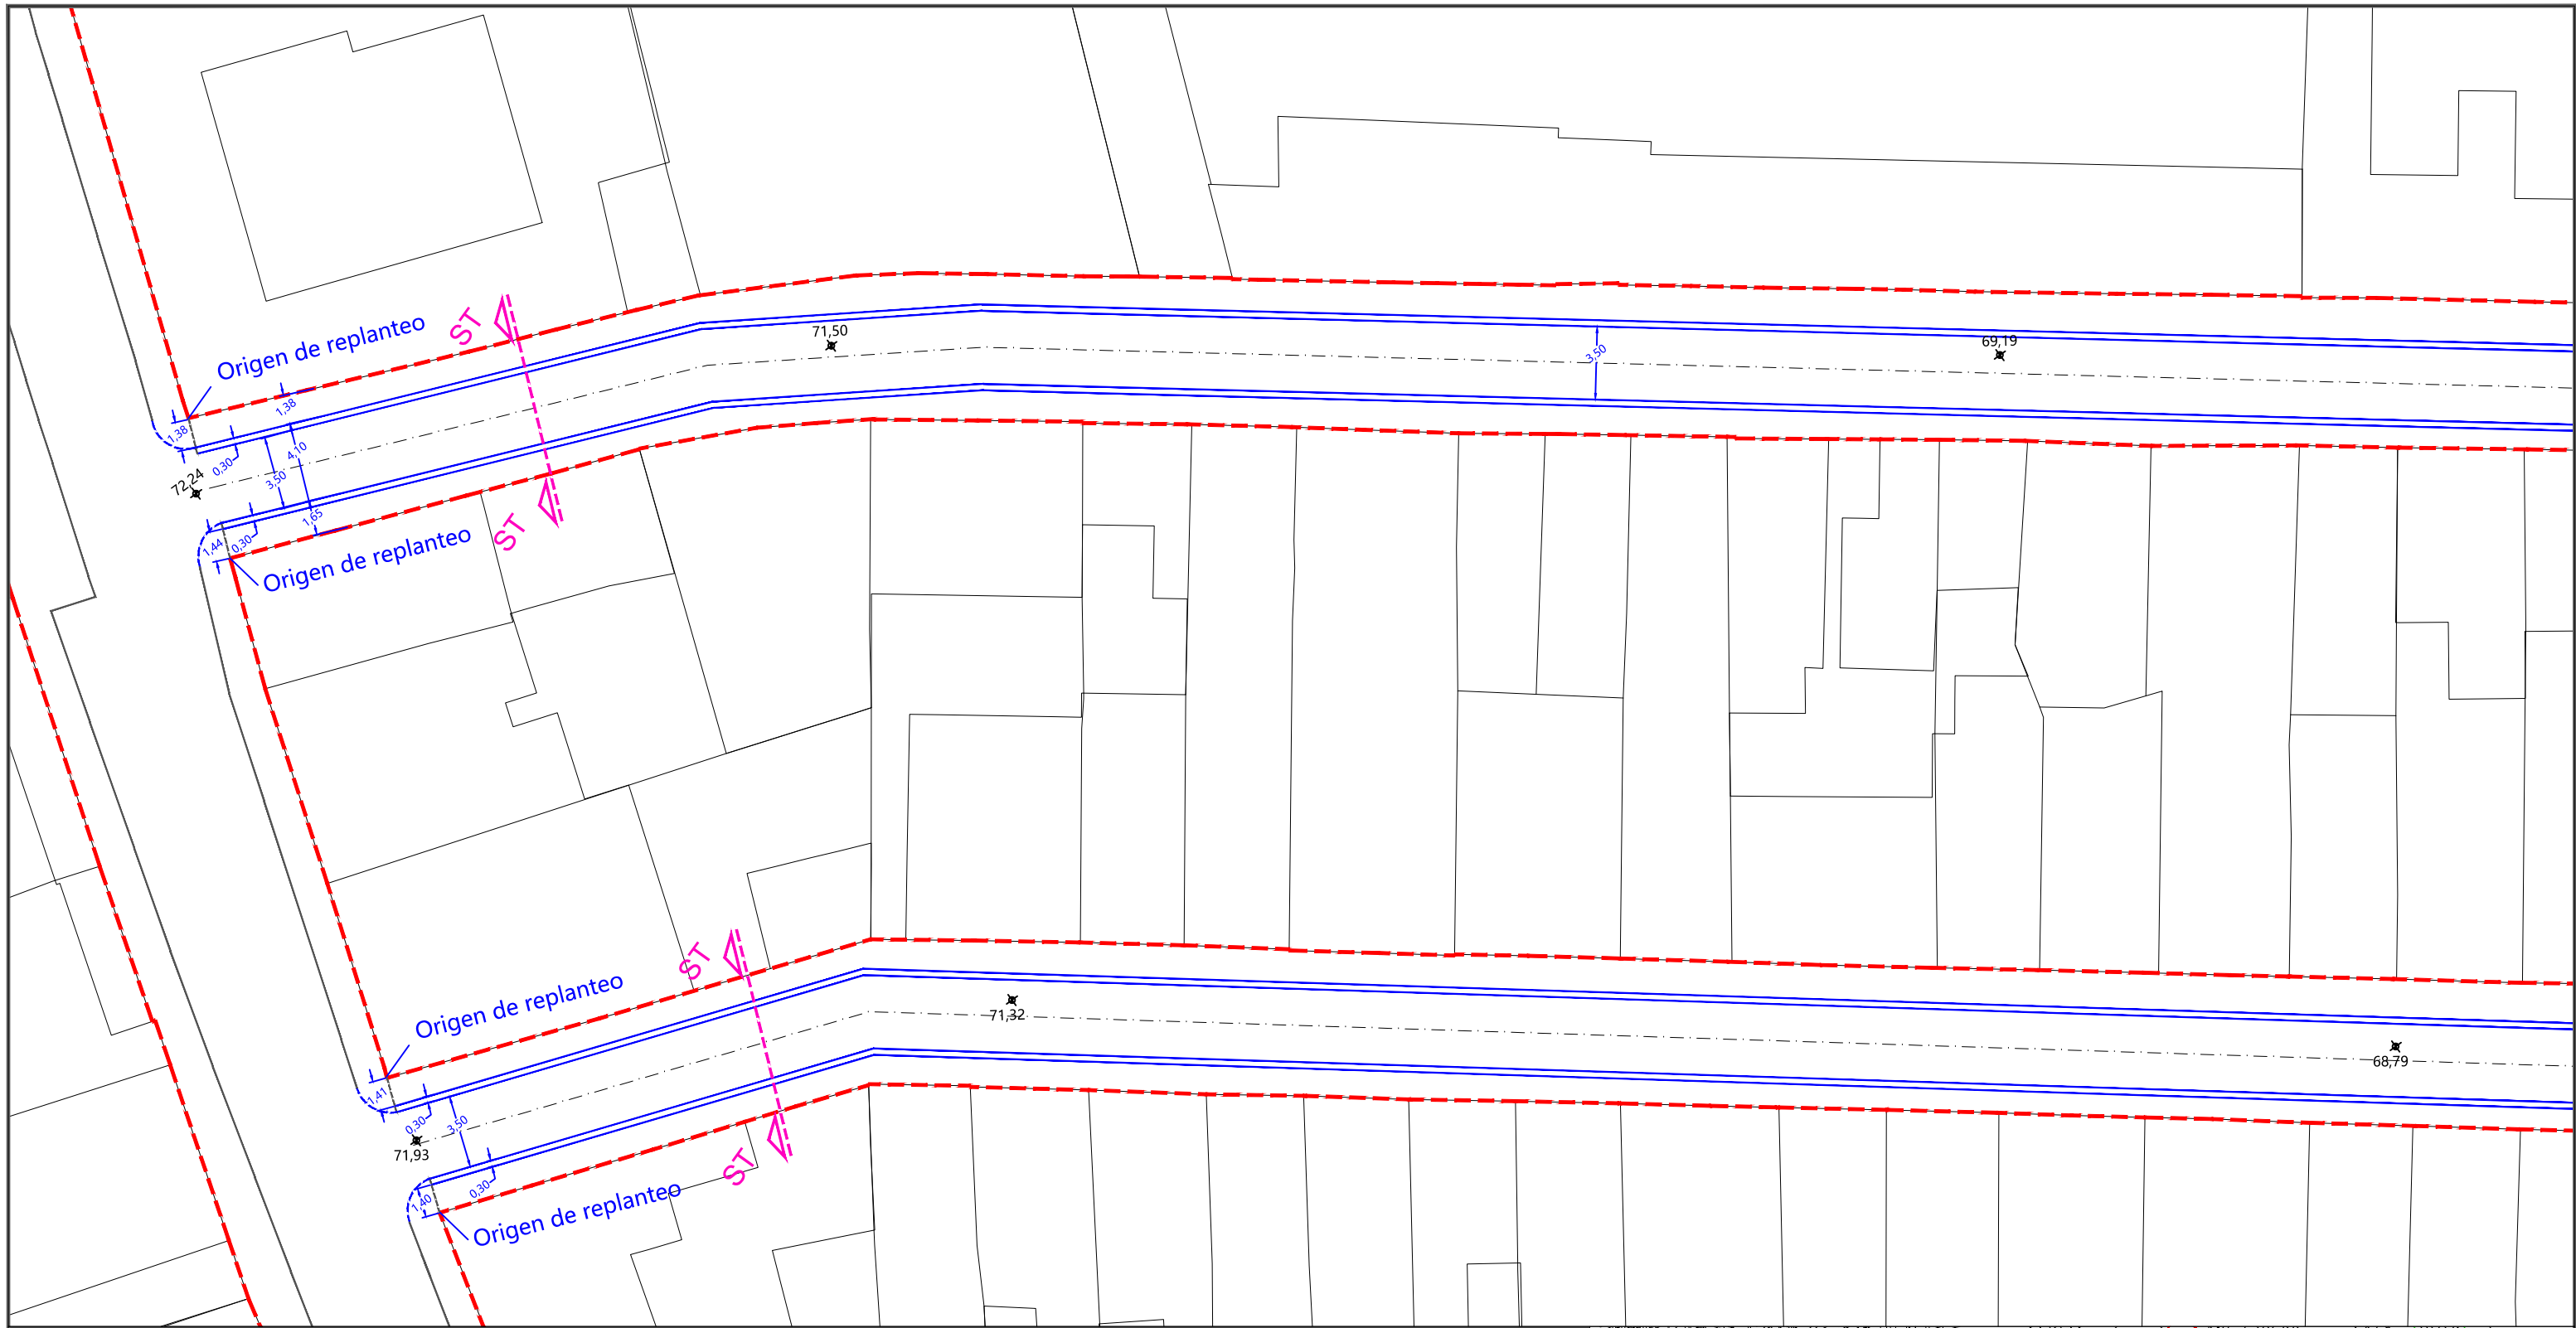 Origen de replanteo
ST
71,50
69,19
3,50
1,38
1,38
0,30
4,10
3,50
72,24
1,65
1,44
0,30
ST
Origen de replanteo
ST
Origen de replanteo
71,32
68,79
1,41
0,30
3,50
71,93
ST
0,30
1,40
Origen de replanteo